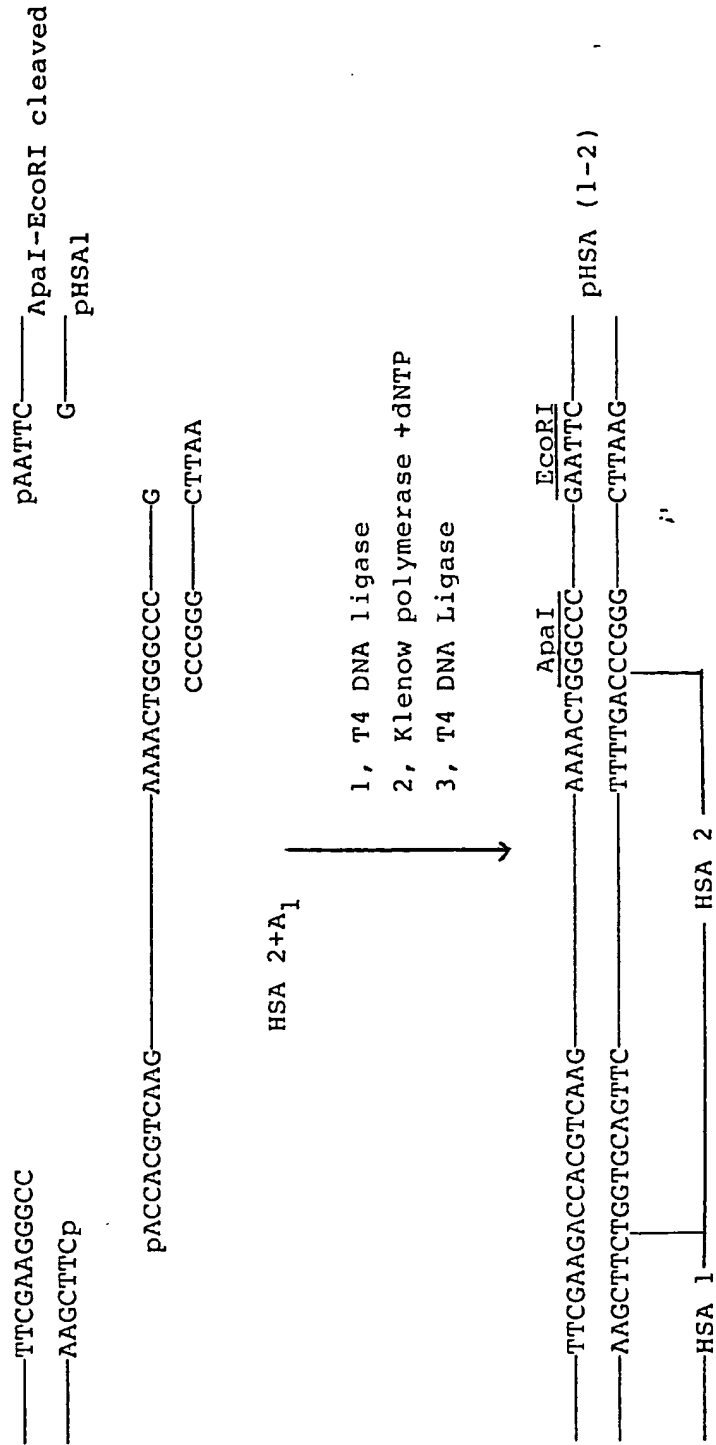 TTCGAAGGGCC pAATTC
AAGCTTCp ApaI-EcoRI cleaved
G pHSA1
pACCACGTCAAG AAAACTGGGCCC G
CCCGGG CTTAA
HSA 2+A1
1, T4 DNA ligase
2, Klenow polymerase +dNTP
3, T4 DNA Ligase
ApaI EcoRI
TTCGAAGACCACGTCAAG AAAACTGGGCCC GAATTC
pHSA (1-2)
AAGCTTCTGGTGCAGTTC TTTTGACCCGGG CTTAAG
HSA 1 HSA 2